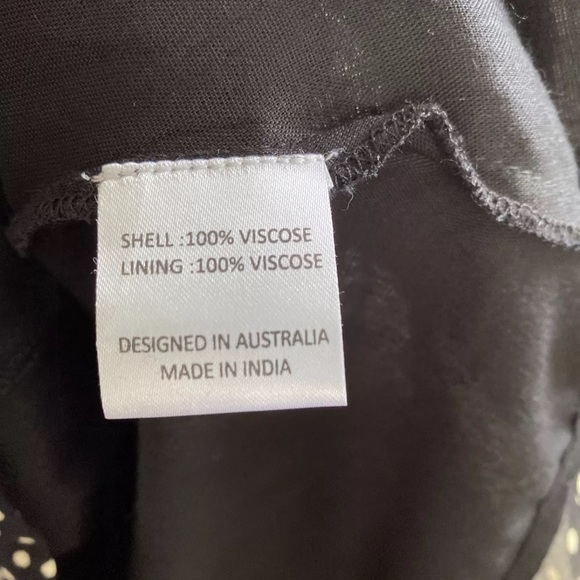 SHELL :100% VISCOSE
LINING :100% VISCOSE
DESIGNED IN AUSTRALIA
MADE IN INDIA